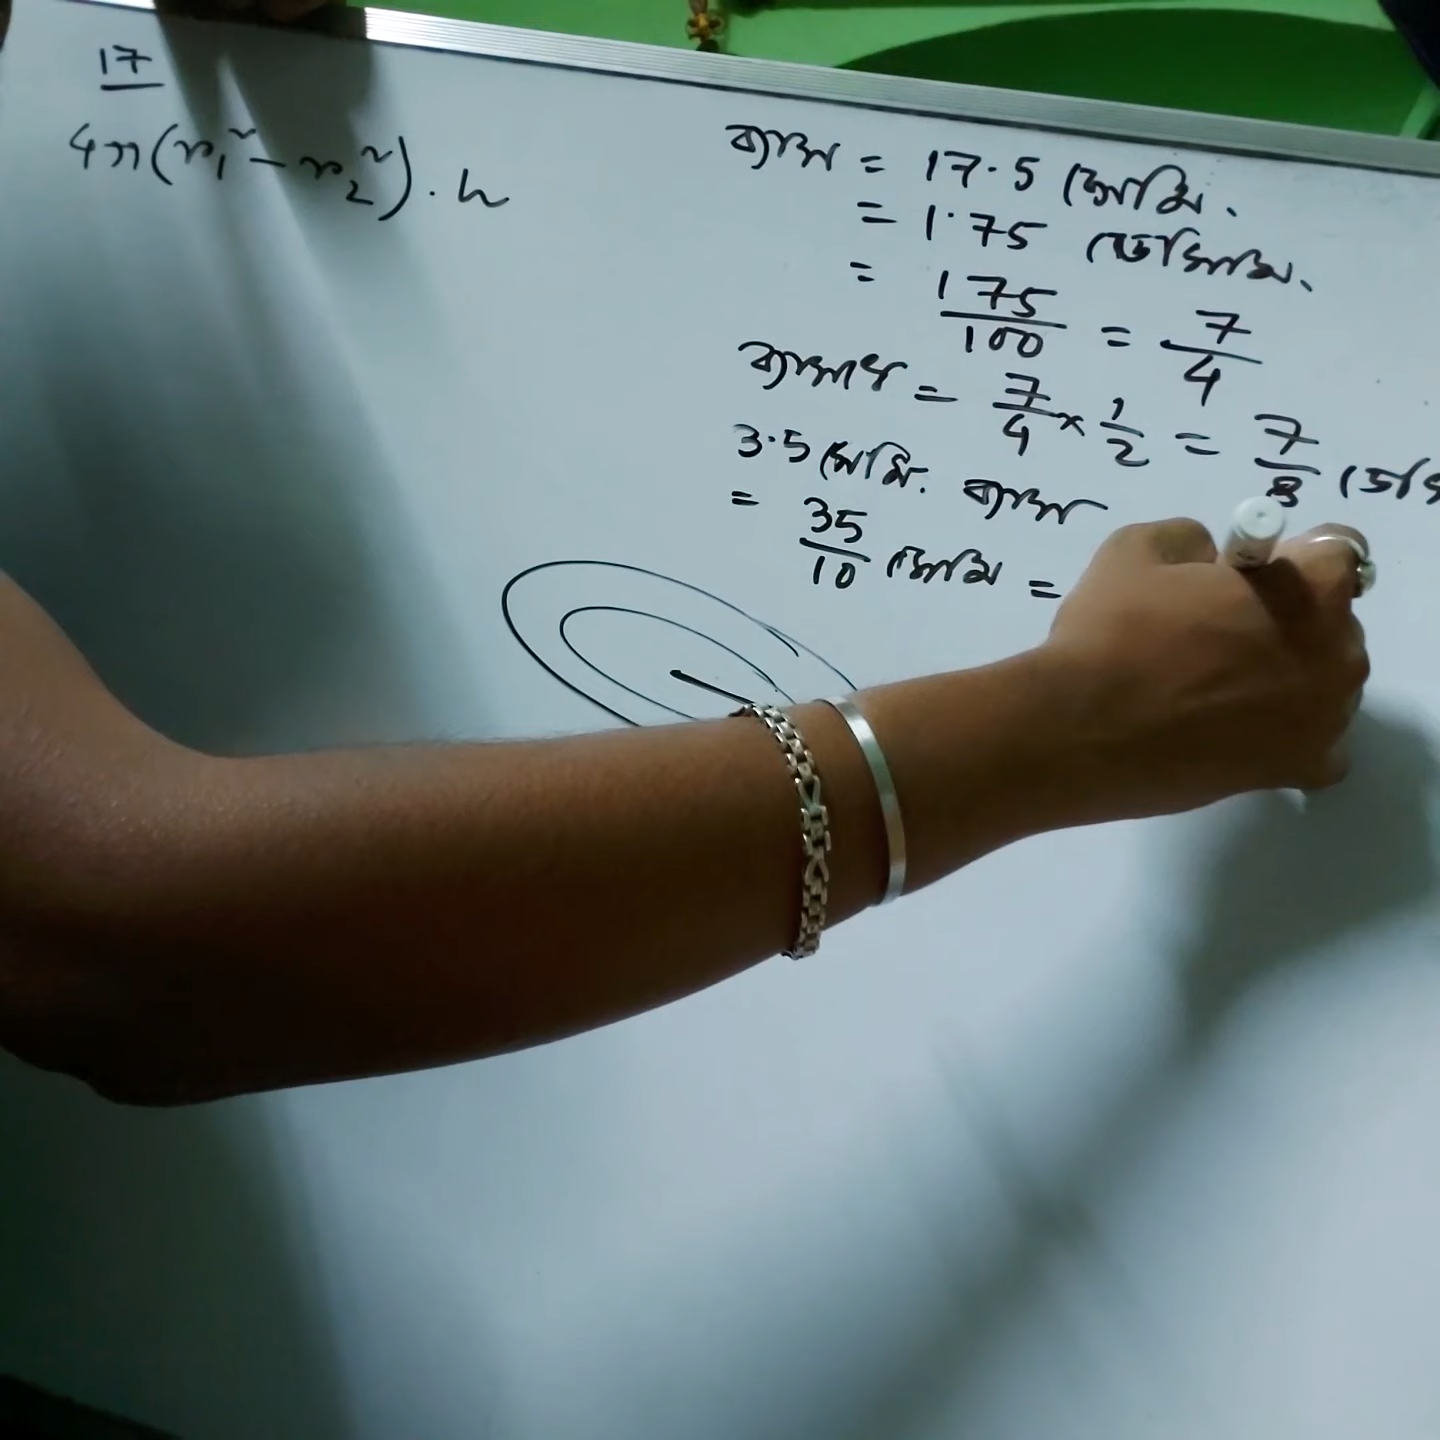 17
4π(r₁² - r₂²).h
ব্যাস = 17.5 সেমি.
= 1.75 ডেসিমি.
= 175/100 = 7/4
ব্যাসার্ধ = 7/4 × 1/2 = 7/8
3.5 সেমি. ব্যাস
= 35/10 সেমি =